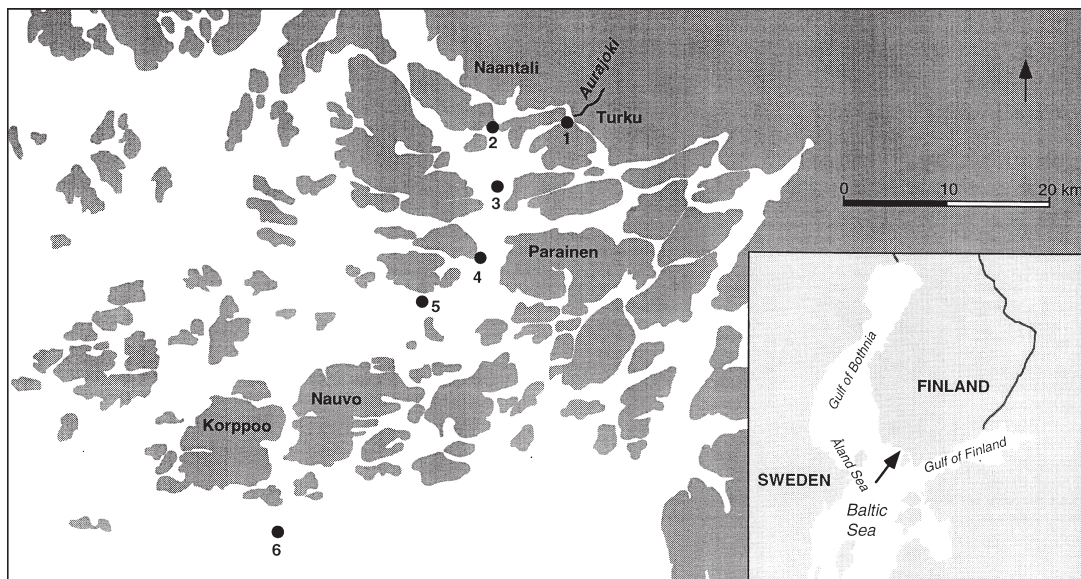 Naantali
Aurajoki
Turku
2
1
3
0 10 20 km
Parainen
4
5
Nauvo
Korppoo
6
Gulf of Bothnia
FINLAND
Åland Sea
Gulf of Finland
SWEDEN
Baltic
Sea